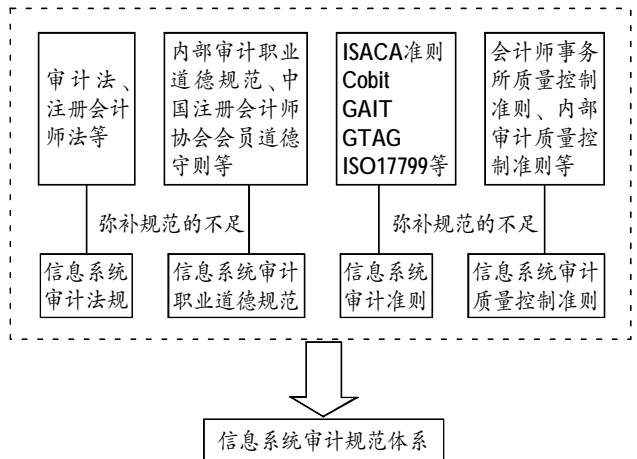 审计法、
注册会计
师法等
内部审计职业
道德规范、中
国注册会计师
协会会员道德
守则等
ISACA准则
Cobit
GAIT
GTAG
ISO17799等
会计师事务
所质量控制
准则、内部
审计质量控
制准则等
弥补规范的不足
弥补规范的不足
信息系统
审计法规
信息系统审计
职业道德规范
信息系统
审计准则
信息系统审计
质量控制准则
信息系统审计规范体系